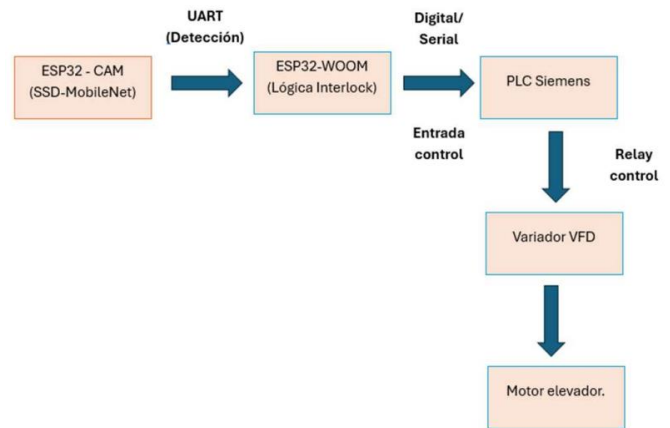 UART
(Detección)
Digital/
Serial
ESP32 - CAM
(SSD-MobileNet)
ESP32-WOOM
(Lógica Interlock)
PLC Siemens
Entrada
control
Relay
control
Variador VFD
Motor elevador.